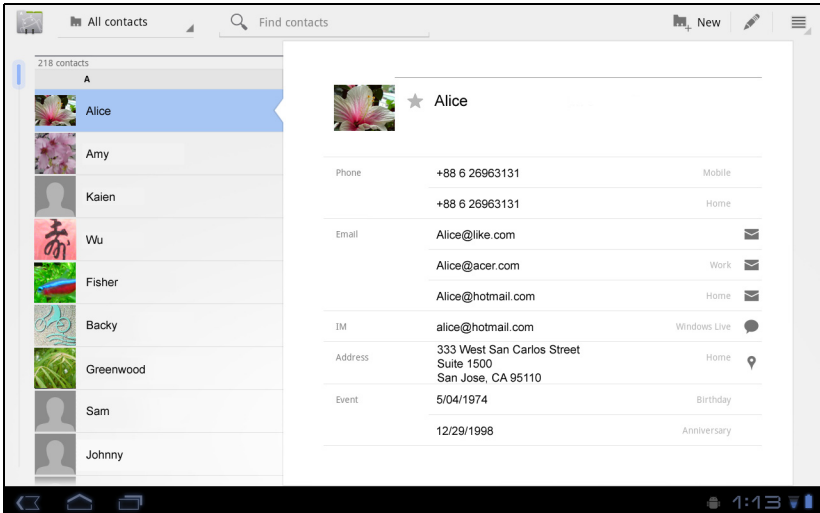 All contacts
Find contacts
New
218 contacts
A
Alice
Amy
Kaien
Wu
Fisher
Backy
Greenwood
Sam
Johnny
Alice
Phone
+88 6 26963131
Mobile
+88 6 26963131
Home
Email
Alice@like.com
Alice@acer.com
Work
Alice@hotmail.com
Home
IM
alice@hotmail.com
Windows Live
Address
333 West San Carlos Street
Suite 1500
San Jose, CA 95110
Home
Event
5/04/1974
Birthday
12/29/1998
Anniversary
1:13
寿